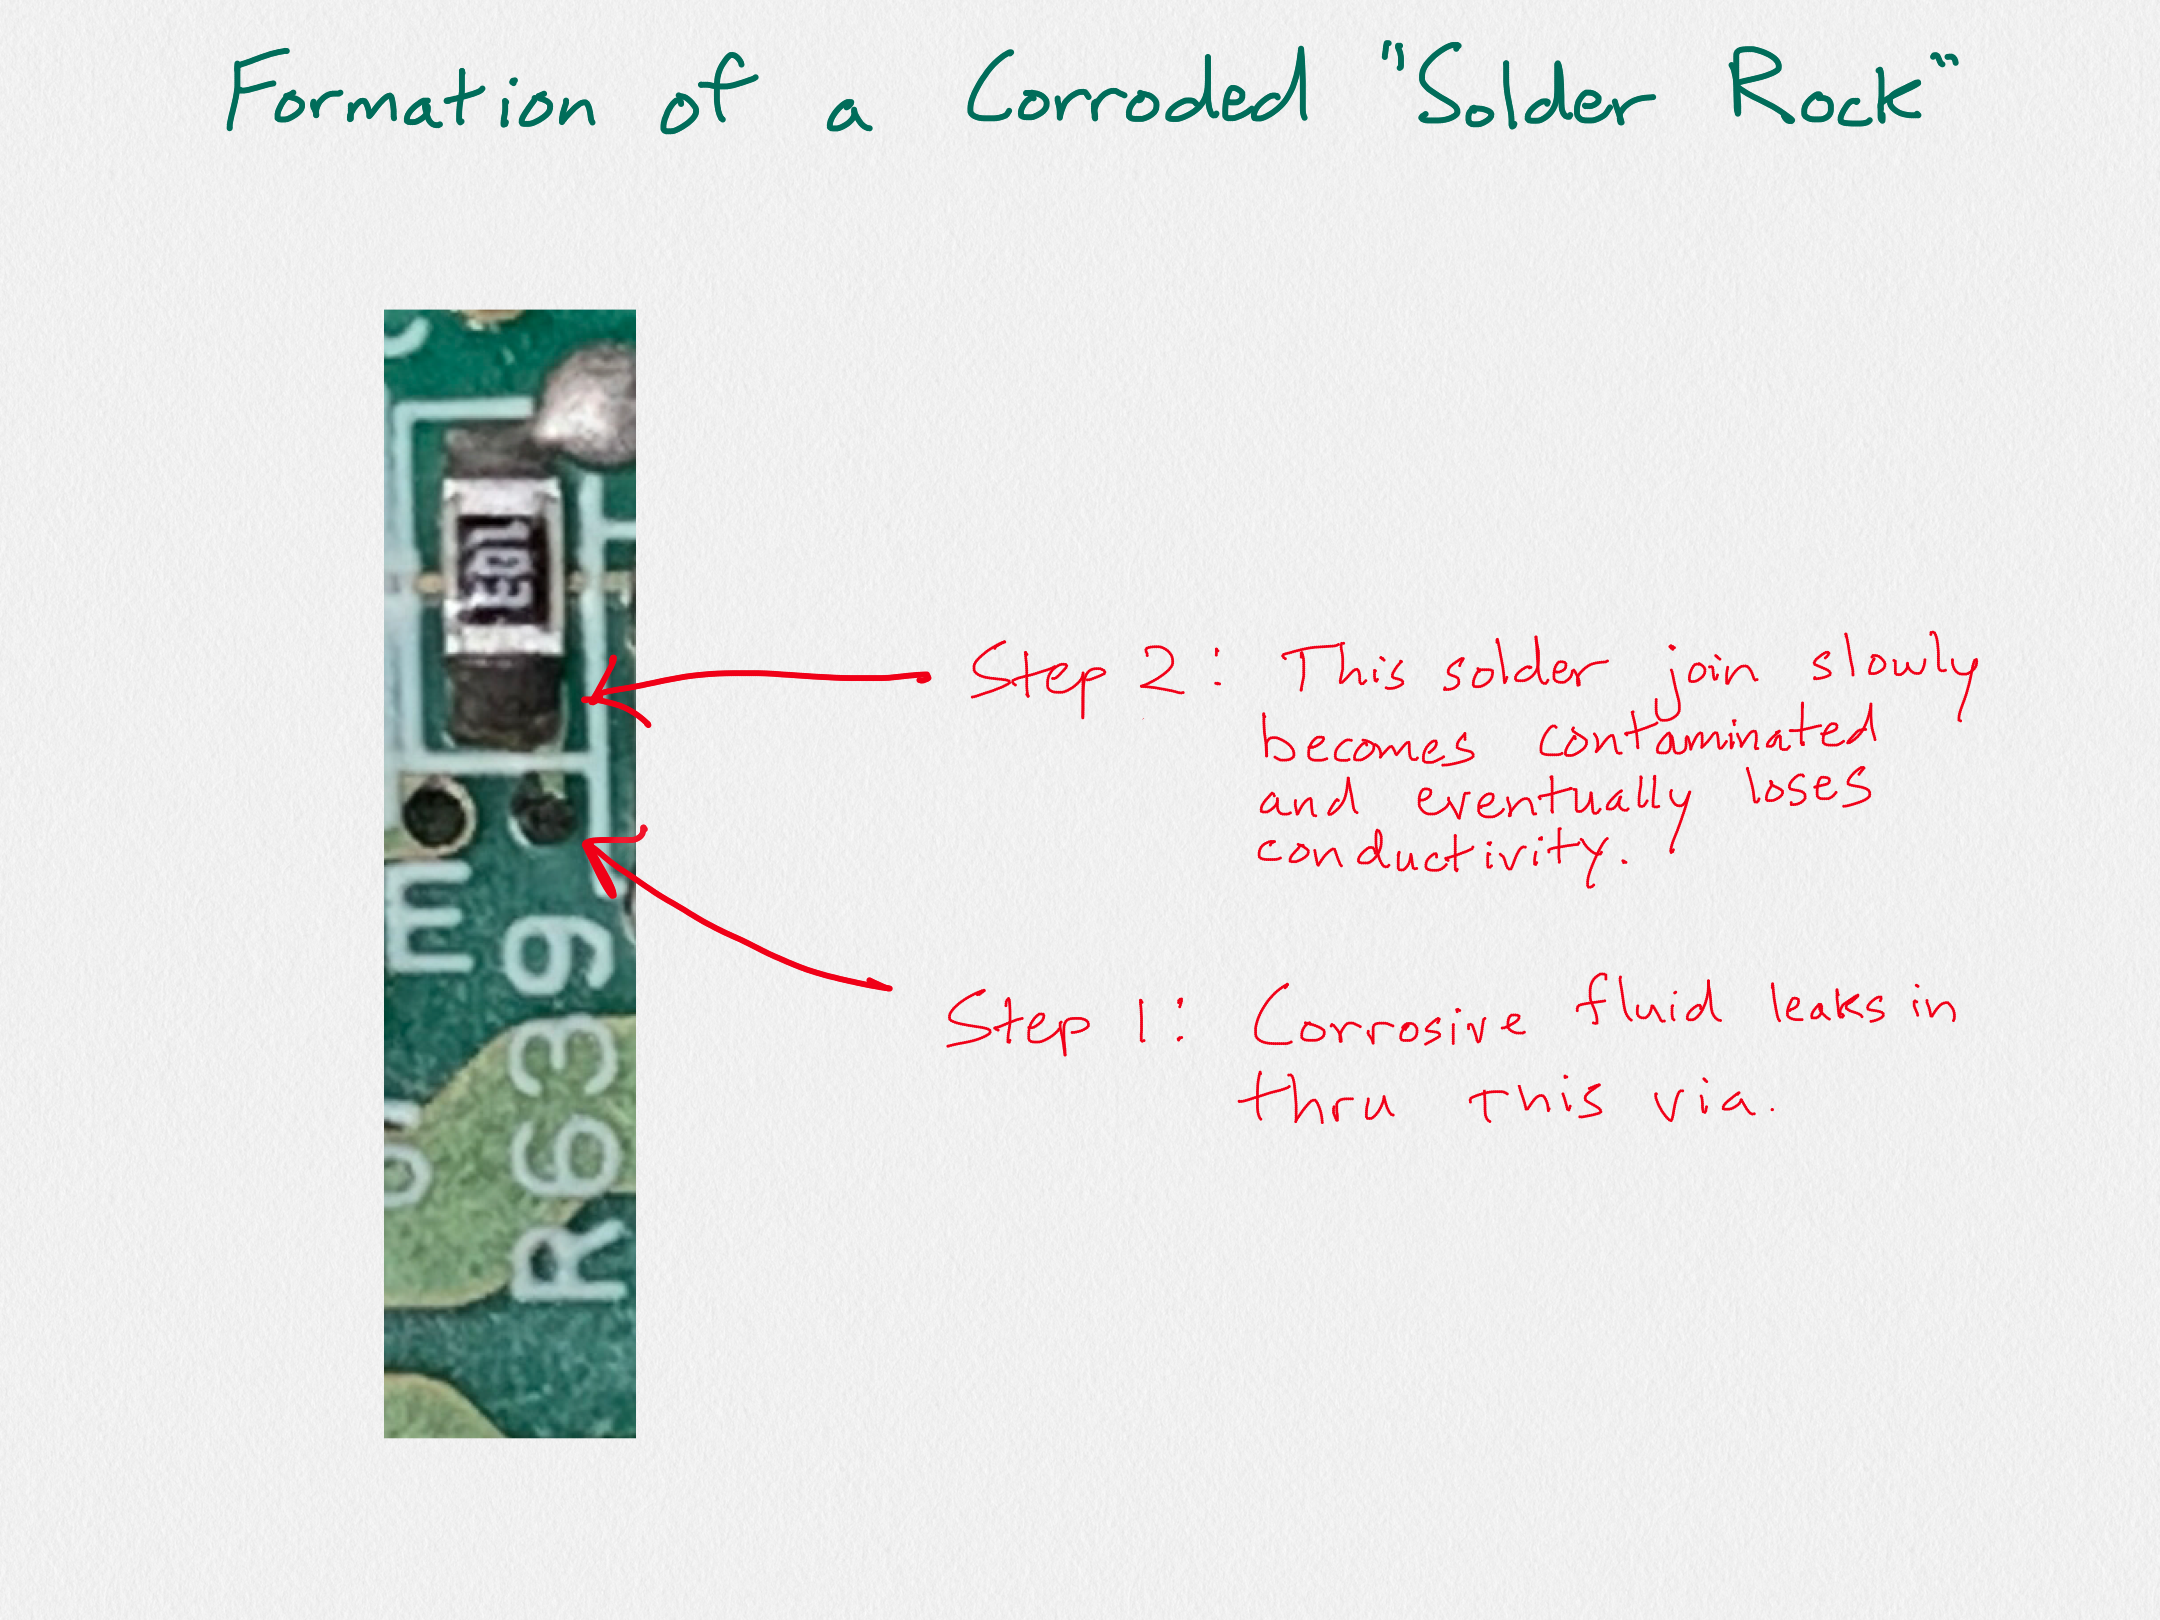 Formation of a Corroded "Solder Rock"
Step 2: This solder join slowly
becomes contaminated
and eventually loses
conductivity.
Step 1: Corrosive fluid leaks in
thru this via.
R639